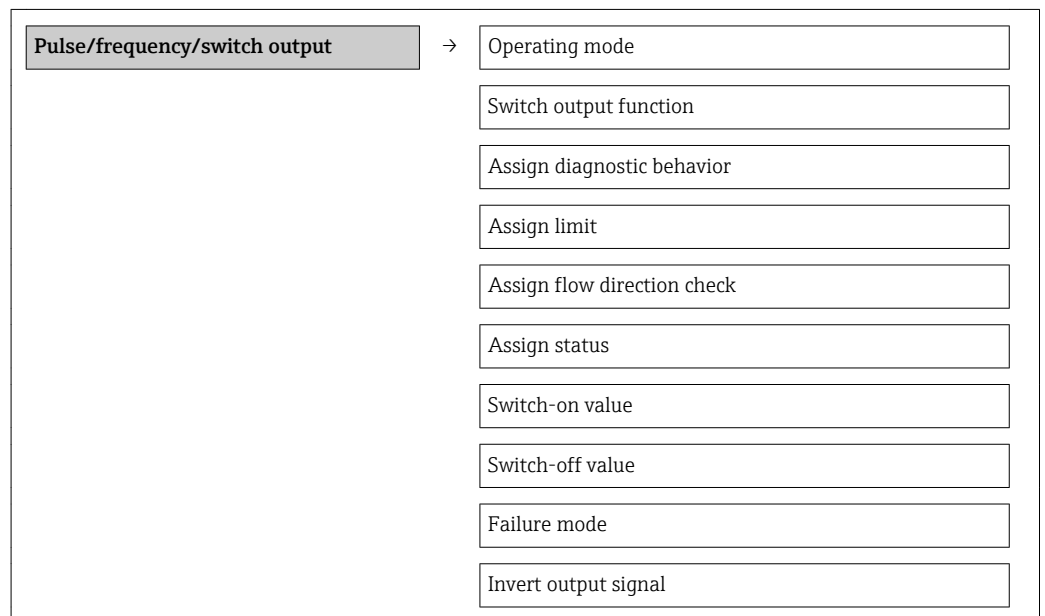 Pulse/frequency/switch output → Operating mode
Switch output function
Assign diagnostic behavior
Assign limit
Assign flow direction check
Assign status
Switch-on value
Switch-off value
Failure mode
Invert output signal